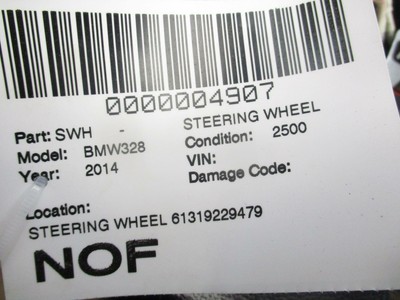 0000004907
Part: SWH - STEERING WHEEL
Model: BMW328 Condition: 2500
Year: 2014 VIN:
Damage Code:
Location:
STEERING WHEEL 61319229479
NOF